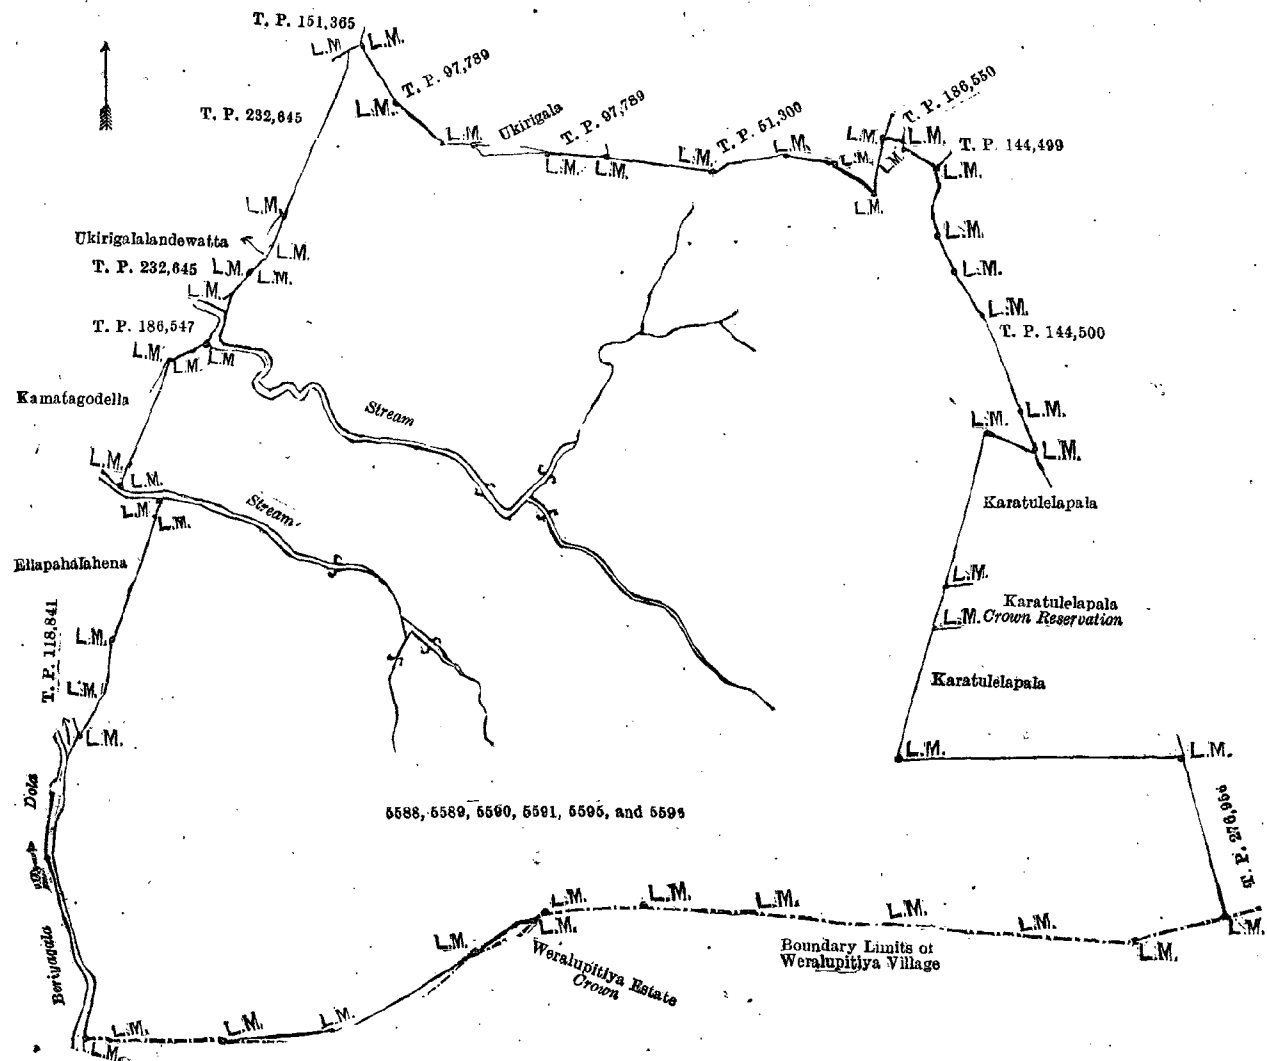 T. P. 151,365
L.M. L.M.
T. P. 97,789
T. P. 232,645
L.M.
L.M.
Ukirigala
T. P. 97,789
L.M. L.M.
T. P. 51,300
L.M.
L.M.
L.M.
L.M.
T. P. 186,550
L.M.
L.M.
L.M.
T. P. 144,499
L.M.
L.M.
L.M.
L.M.
T. P. 144,500
L.M.
L.M.
L.M.
L.M.
Ukirigalalandewatta
L.M.
T. P. 232,645
L.M.
L.M.
L.M.
T. P. 186,547
L.M.
L.M.
L.M
Kamatagodella
Stream
L.M.
L.M.
L.M
L.M.
Stream
Karatulelapala
Ellapahalahena
L.M.
Karatulelapala
L.M. Crown Reservation
T. P. 118,841
L.M.
L.M.
L.M.
Karatulelapala
L.M.
L.M.
T. P. 276,966
Dola
5588, 5589, 5590, 5591, 5595, and 5596
Beriyagala
L.M.
L.M.
L.M.
L.M.
L.M.
L.M.
L.M.
L.M.
L.M.
Weralupitiya Estate
Crown
Boundary Limits of
Weralupitiya Village
L.M.
L.M.
L.M.
L.M.